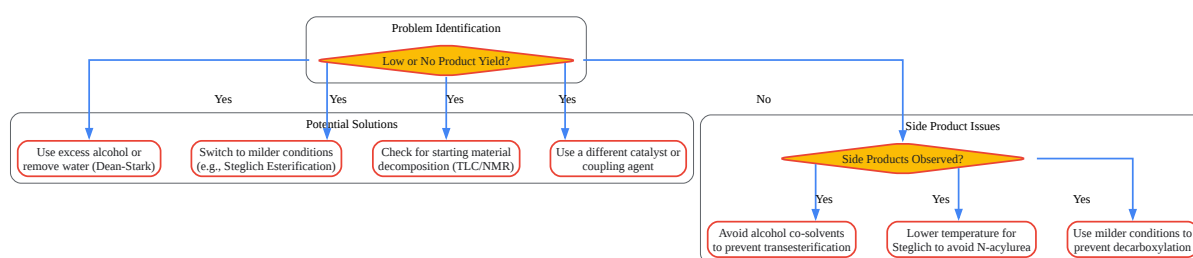 Problem Identification
Low or No Product Yield?
Yes
Yes
Yes
Yes
No
Potential Solutions
Side Product Issues
Use excess alcohol or
remove water (Dean-Stark)
Switch to milder conditions
(e.g., Steglich Esterification)
Check for starting material
decomposition (TLC/NMR)
Use a different catalyst or
coupling agent
Side Products Observed?
Yes
Yes
Yes
Avoid alcohol co-solvents
to prevent transesterification
Lower temperature for
Steglich to avoid N-acylurea
Use milder conditions to
prevent decarboxylation